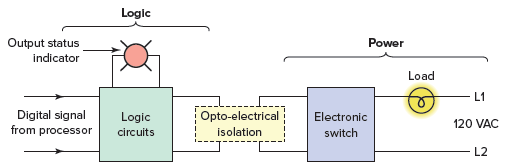 Logic
Output status
indicator
Power
Load
L1
Digital signal
from processor
Logic
circuits
Opto-electrical
isolation
Electronic
switch
120 VAC
L2